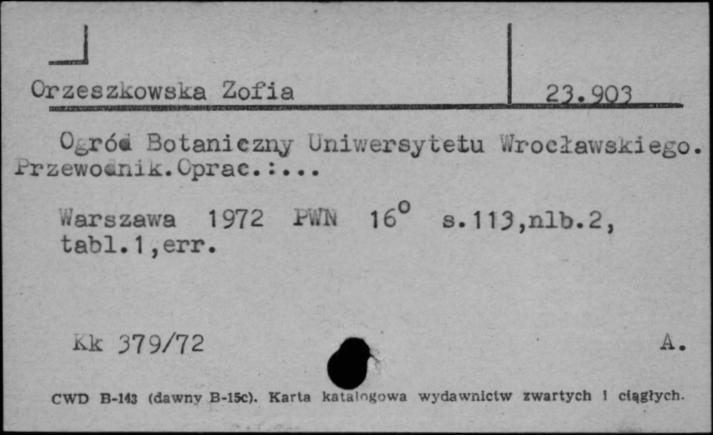 Orzeszkowska Zofia 23.903
Ogród Botaniczny Uniwersytetu Wrocławskiego.
Przewodnik.Oprac.:...
Warszawa 1972 PWN 16° s.113,nlb.2,
tabl.1,err.
Kk 379/72 A.
CWD B-143 (dawny B-15c). Karta katalogowa wydawnictw zwartych i ciągłych.